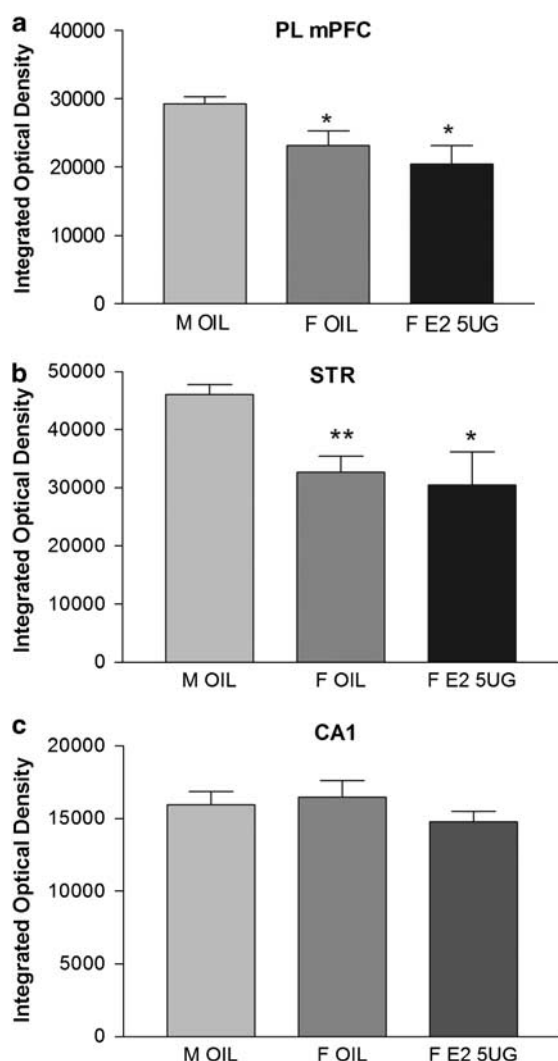 a
PL mPFC
Integrated Optical Density
40000
30000
20000
10000
0
*
*
M OIL F OIL F E2 5UG
b
STR
Integrated Optical Density
50000
40000
30000
20000
10000
0
**
*
M OIL F OIL F E2 5UG
c
CA1
Integrated Optical Density
20000
15000
10000
5000
0
M OIL F OIL F E2 5UG